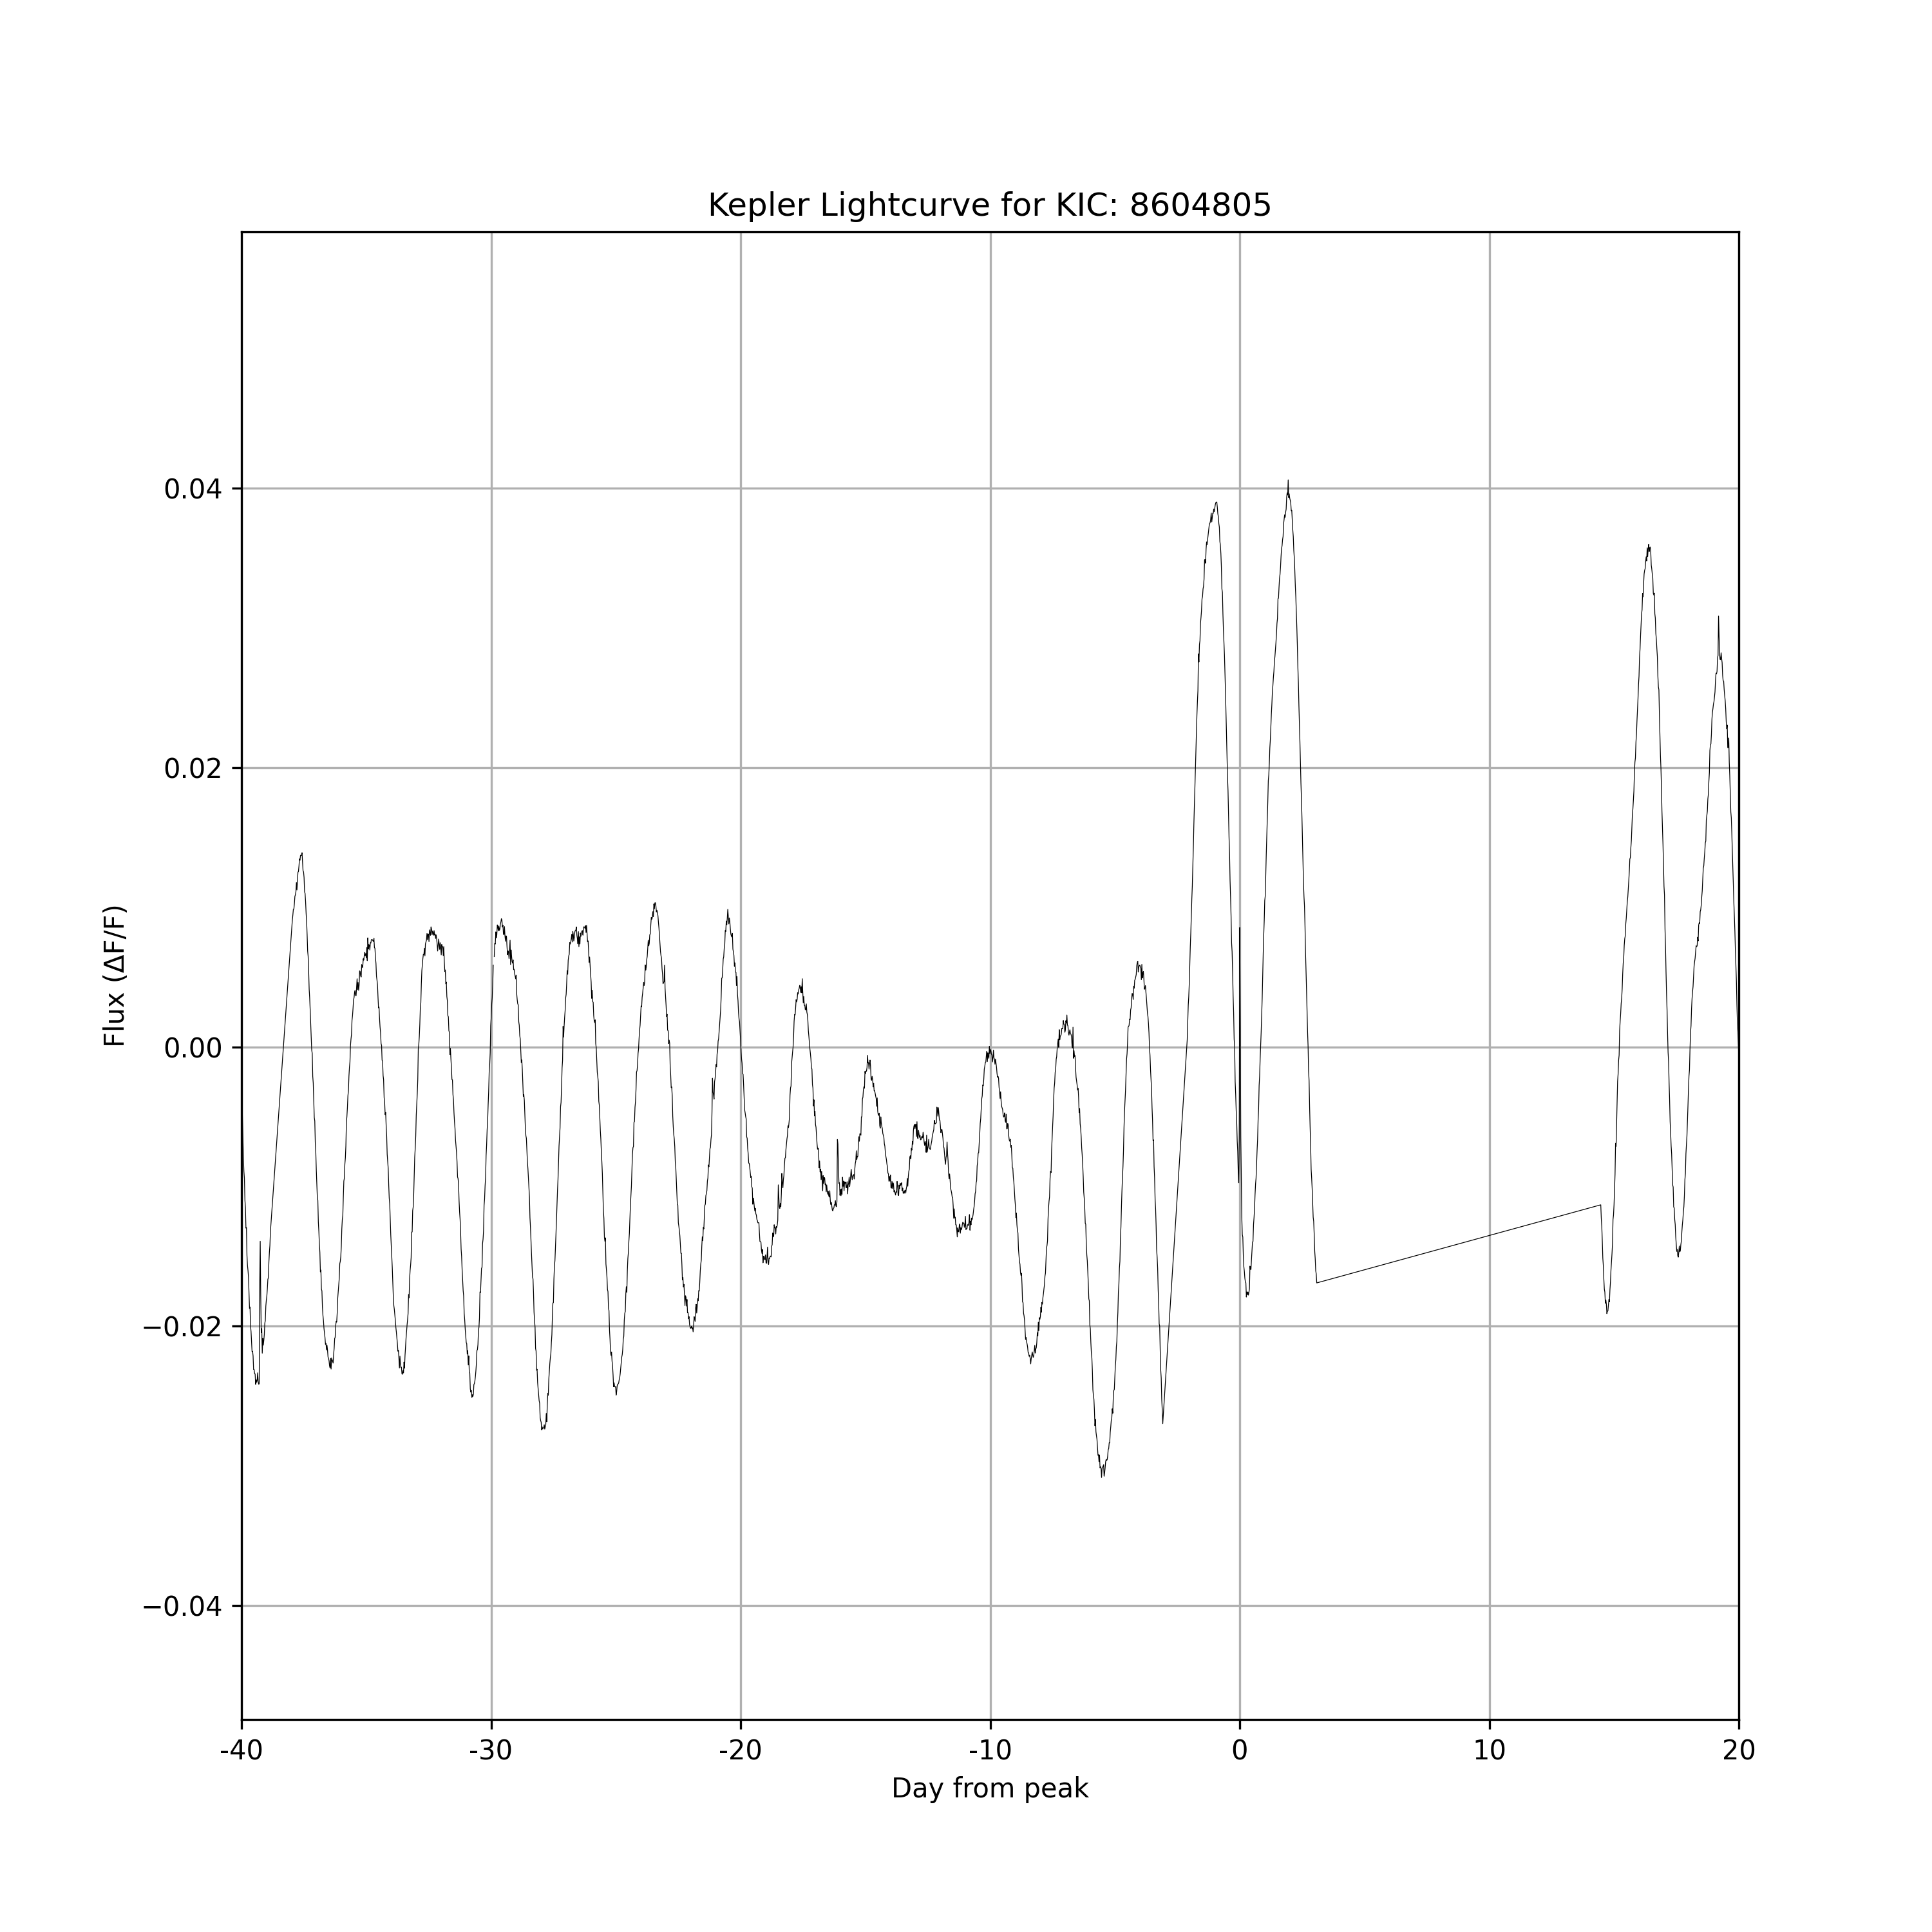 Kepler Lightcurve for KIC: 8604805
Flux (ΔF/F)
0.04
0.02
0.00
−0.02
−0.04
-40 -30 -20 -10 0 10 20
Day from peak